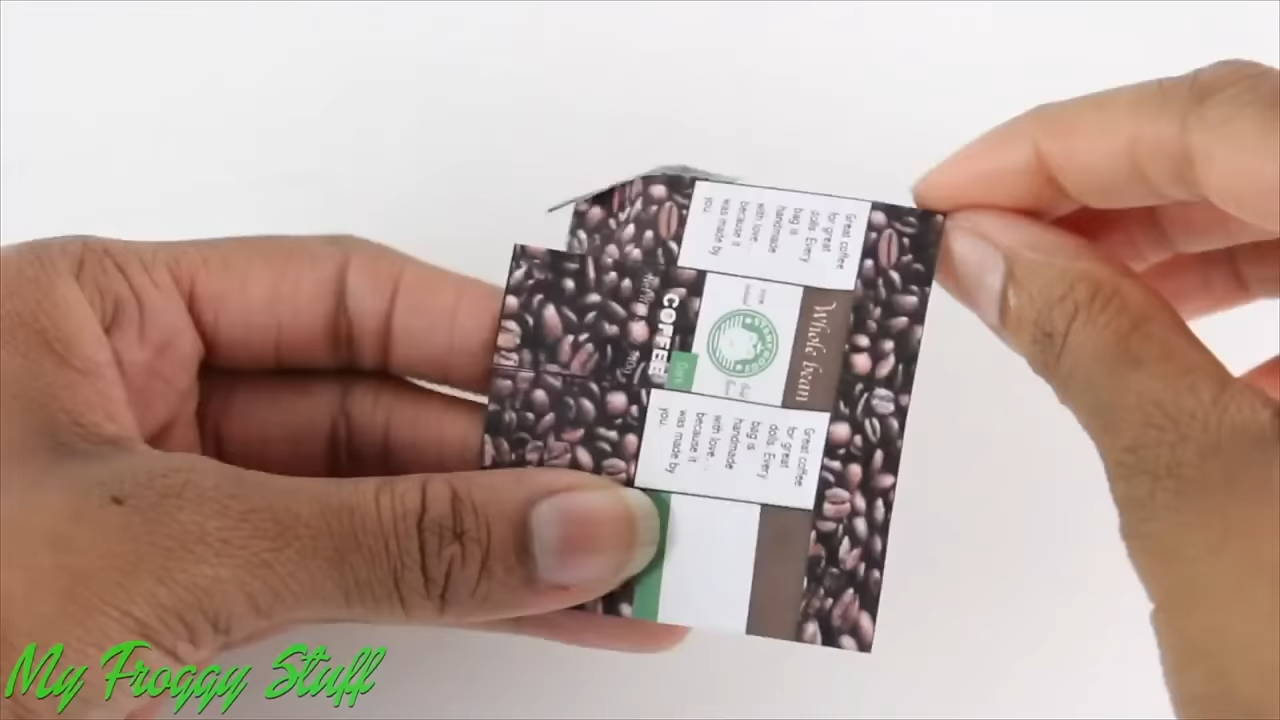 Great coffee
for great
dolls. Every
bag is
handmade
with love...
because it
was made by
you.
Whole bean
COFFEE
Great coffee
for great
dolls. Every
bag is
handmade
with love...
because it
was made by
you.
My Froggy Stuff